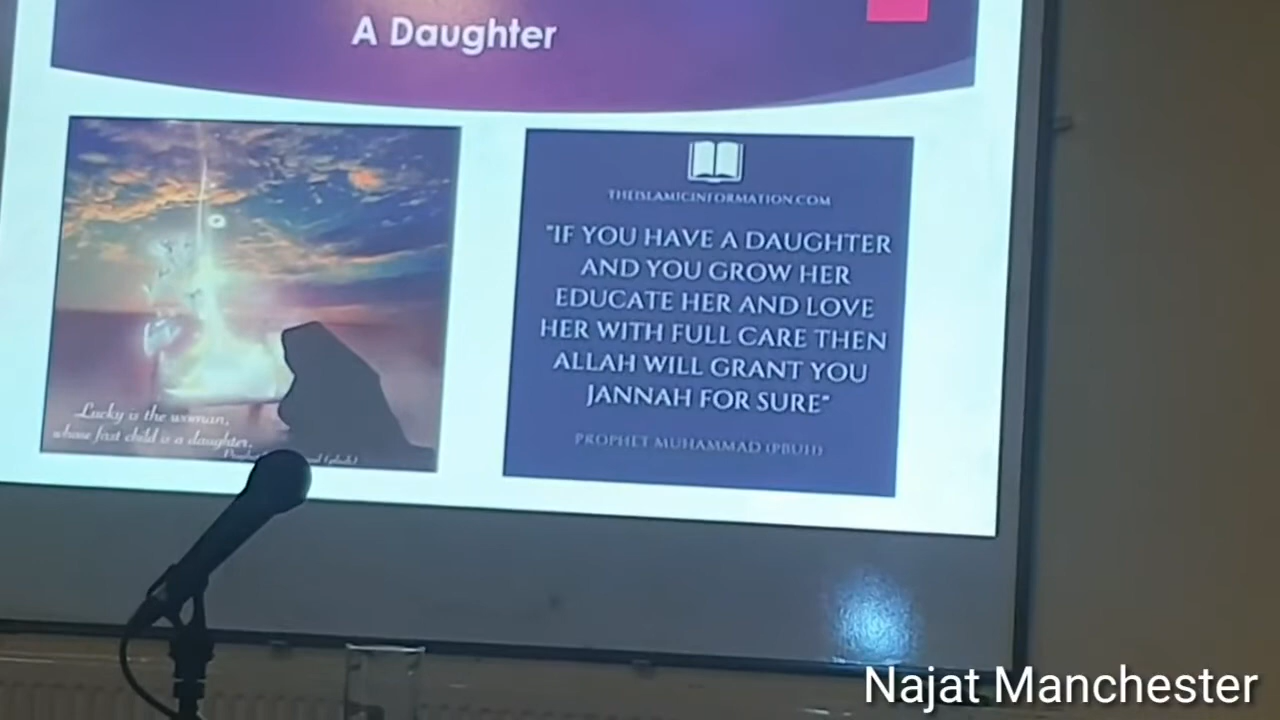 A Daughter
THEISLAMICINFORMATION.COM
"IF YOU HAVE A DAUGHTER
AND YOU GROW HER
EDUCATE HER AND LOVE
HER WITH FULL CARE THEN
ALLAH WILL GRANT YOU
JANNAH FOR SURE"
PROPHET MUHAMMAD (PBUH)
Lucky is the woman,
whose first child is a daughter.
Najat Manchester